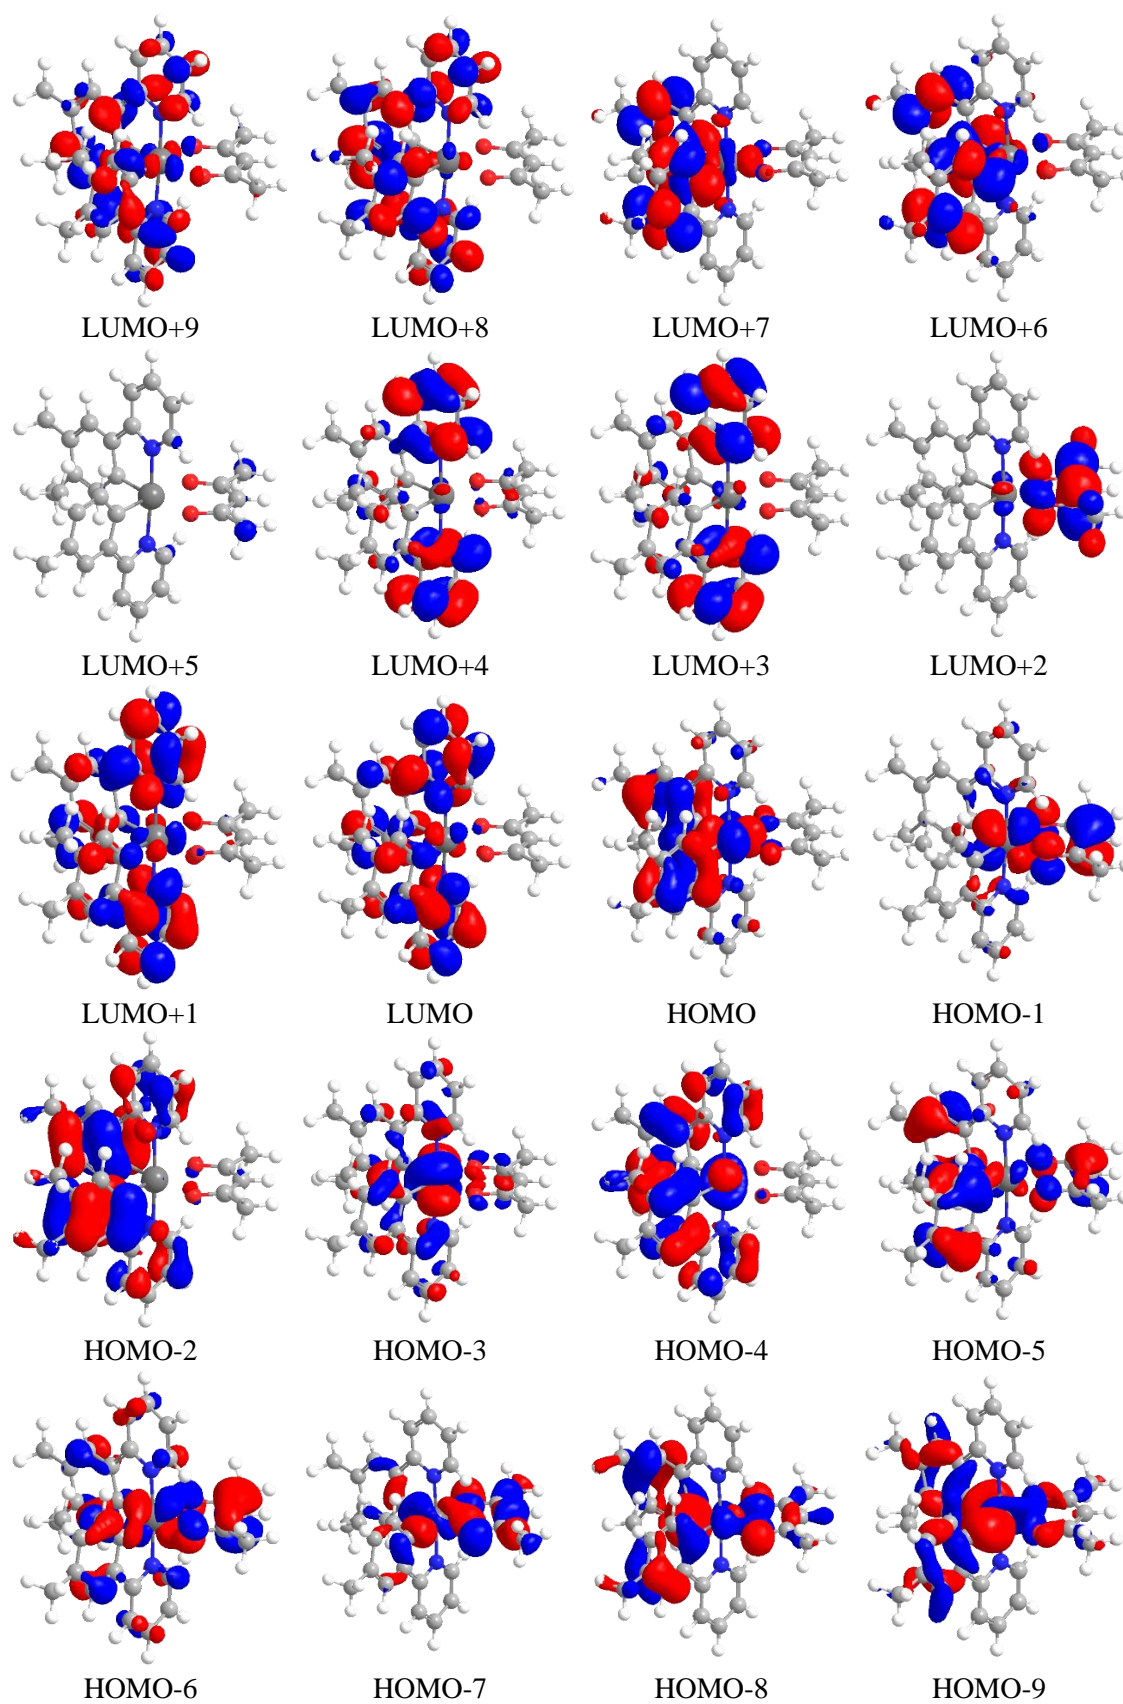 LUMO+9 LUMO+8 LUMO+7 LUMO+6
LUMO+5 LUMO+4 LUMO+3 LUMO+2
LUMO+1 LUMO HOMO HOMO-1
HOMO-2 HOMO-3 HOMO-4 HOMO-5
HOMO-6 HOMO-7 HOMO-8 HOMO-9